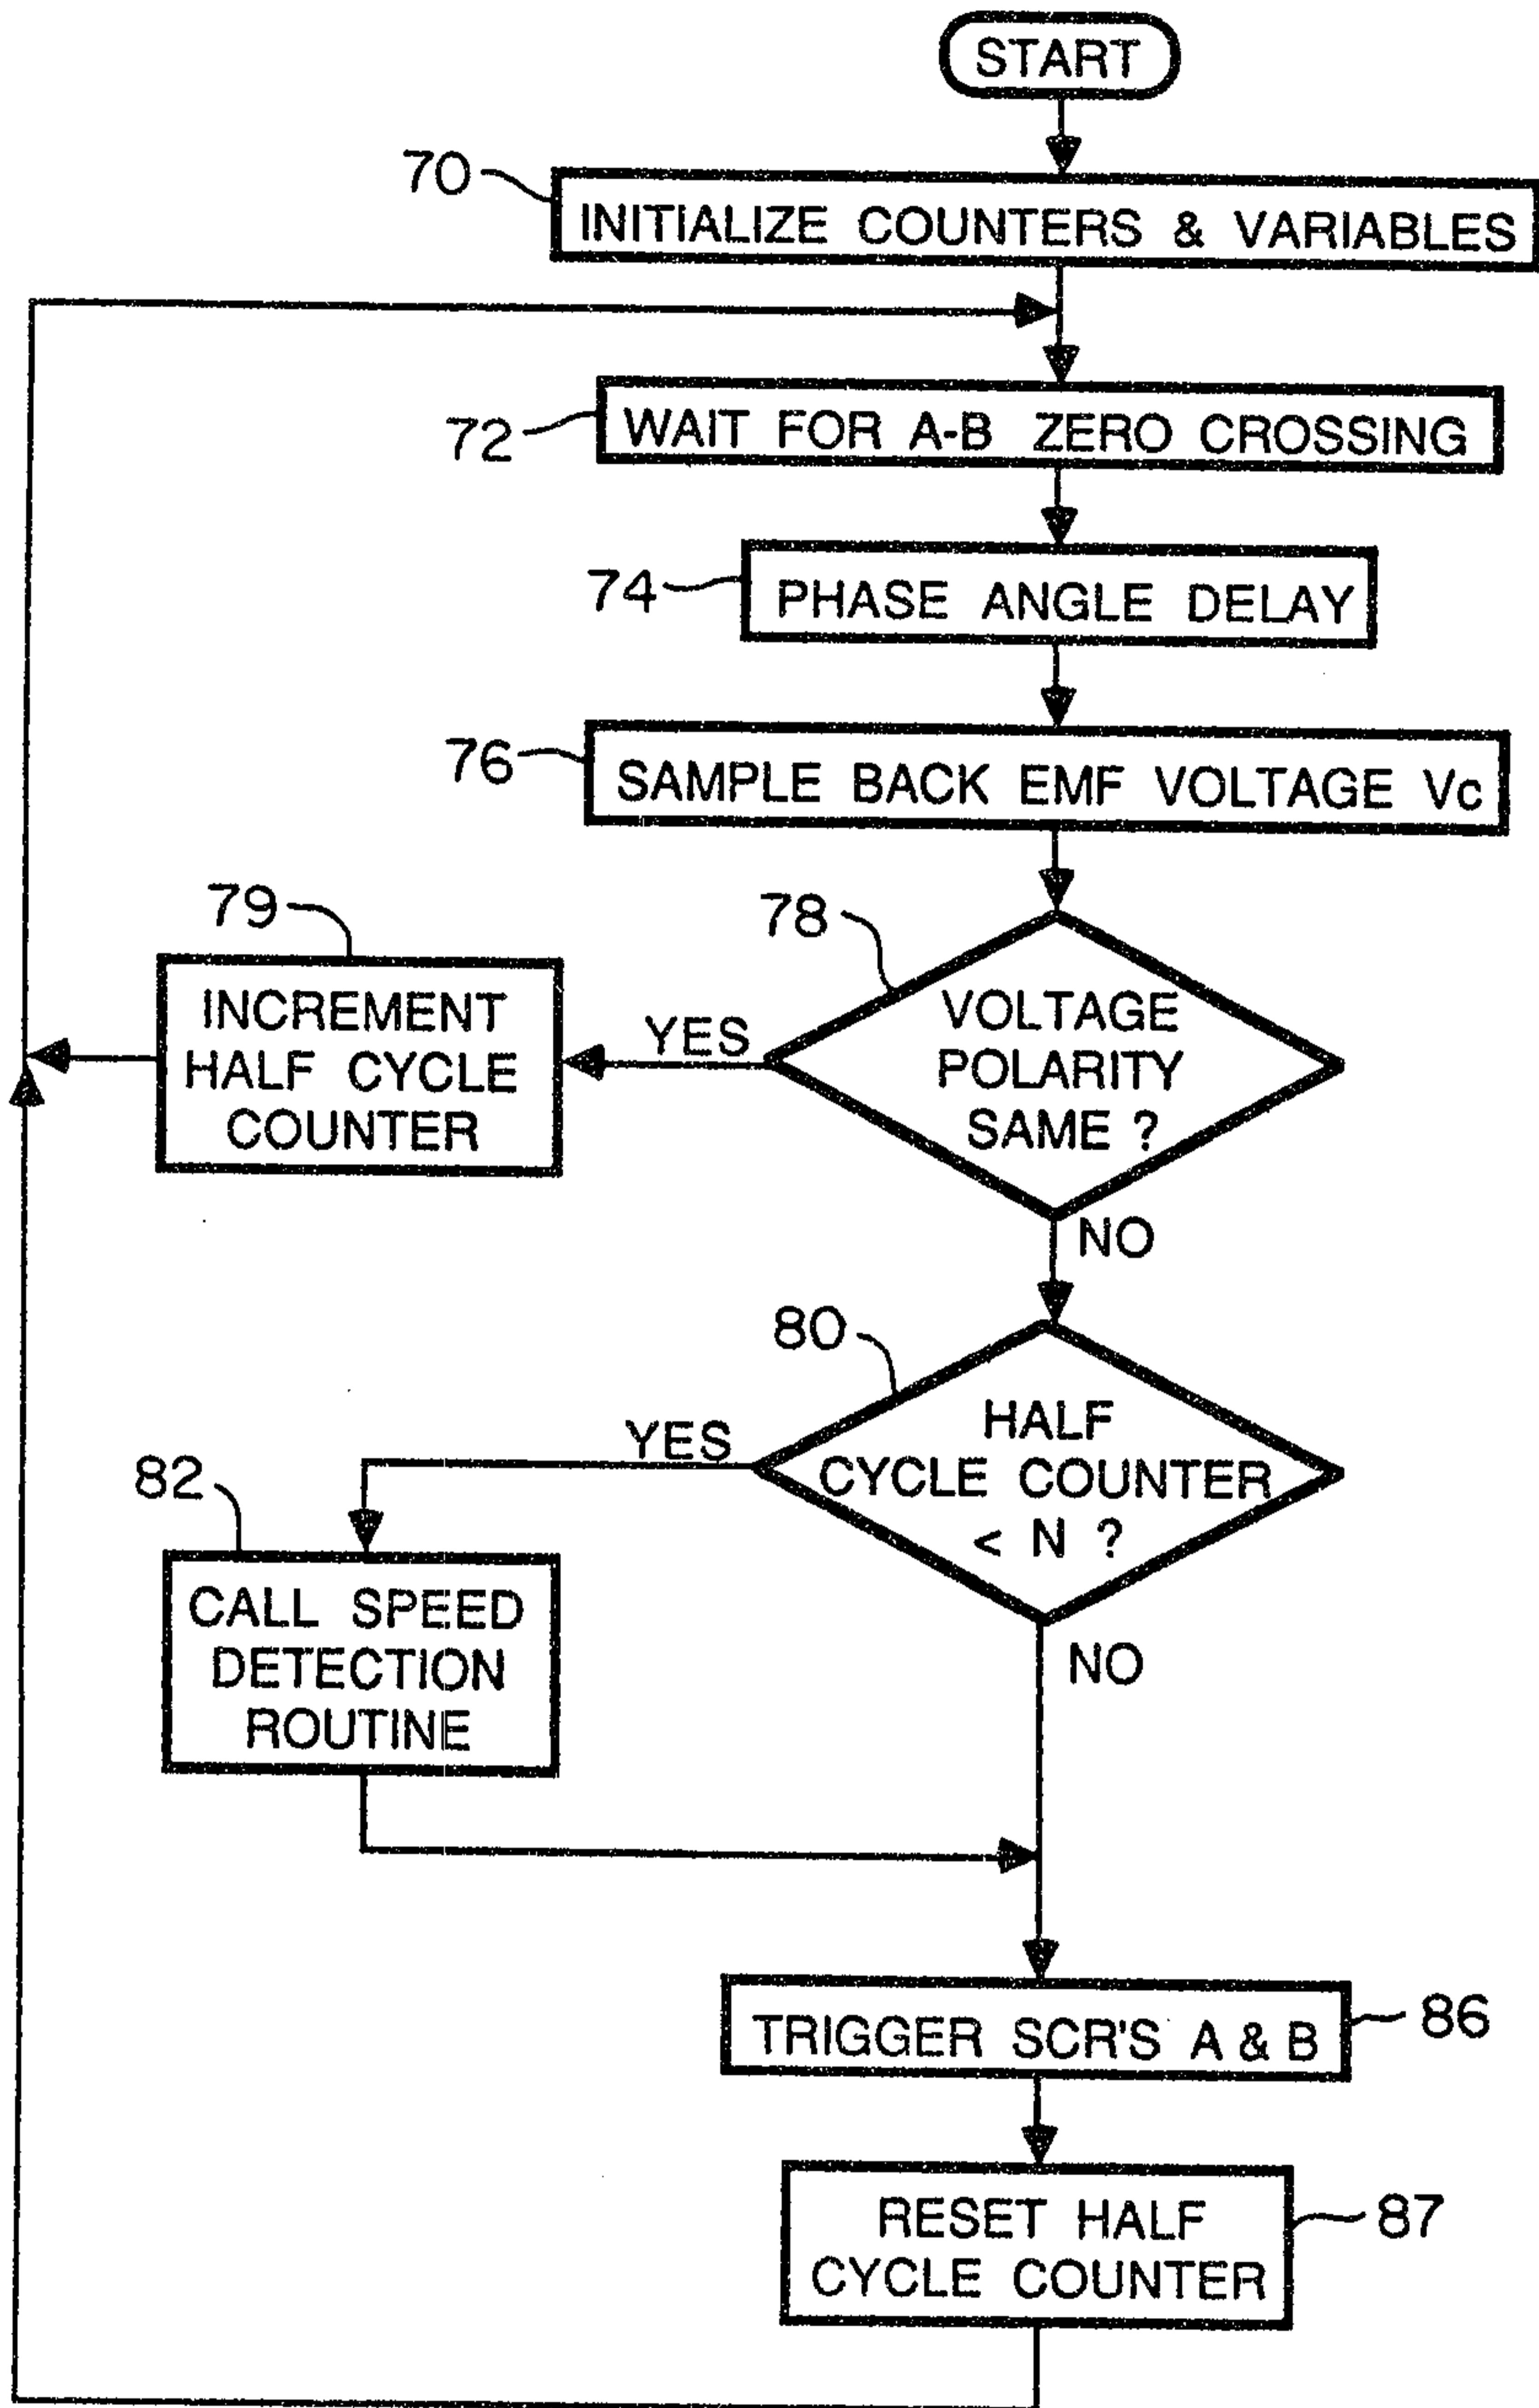 START
70
INITIALIZE COUNTERS & VARIABLES
72
WAIT FOR A-B ZERO CROSSING
74
PHASE ANGLE DELAY
76
SAMPLE BACK EMF VOLTAGE Vc
79
INCREMENT
HALF CYCLE
COUNTER
YES
78
VOLTAGE
POLARITY
SAME ?
NO
80
HALF
CYCLE COUNTER
< N ?
YES
82
CALL SPEED
DETECTION
ROUTINE
NO
TRIGGER SCR'S A & B
86
RESET HALF
CYCLE COUNTER
87